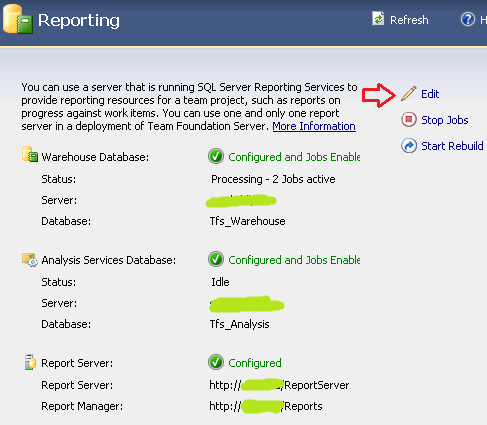 Reporting
Refresh
H
You can use a server that is running SQL Server Reporting Services to
provide reporting resources for a team project, such as reports on
progress against work items. You can use one and only one report
server in a deployment of Team Foundation Server. More Information
Edit
Stop Jobs
Start Rebuild
Warehouse Database: Configured and Jobs Enable
Status: Processing - 2 Jobs active
Server:
Database: Tfs_Warehouse
Analysis Services Database: Configured and Jobs Enable
Status: Idle
Server:
Database: Tfs_Analysis
Report Server: Configured
Report Server: http:// /ReportServer
Report Manager: http:// /Reports